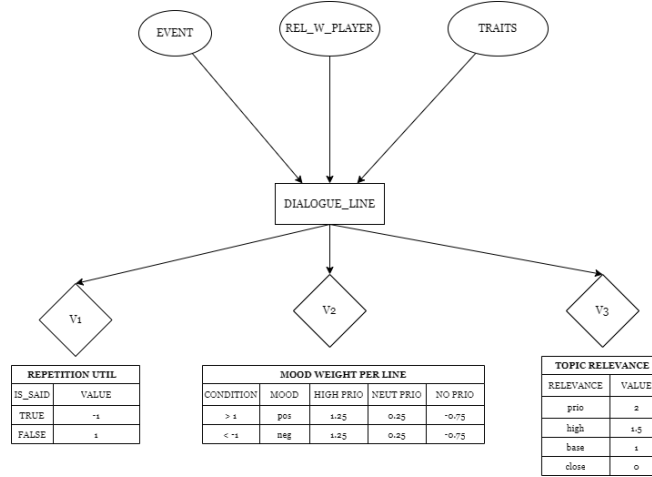 EVENT
REL_W_PLAYER
TRAITS
DIALOGUE_LINE
V1
V2
V3
REPETITION UTIL
IS_SAID VALUE
TRUE -1
FALSE 1
MOOD WEIGHT PER LINE
CONDITION MOOD HIGH PRIO NEUT PRIO NO PRIO
> 1 pos 1.25 0.25 -0.75
< -1 neg 1.25 0.25 -0.75
TOPIC RELEVANCE
RELEVANCE VALUE
prio 2
high 1.5
base 1
close 0